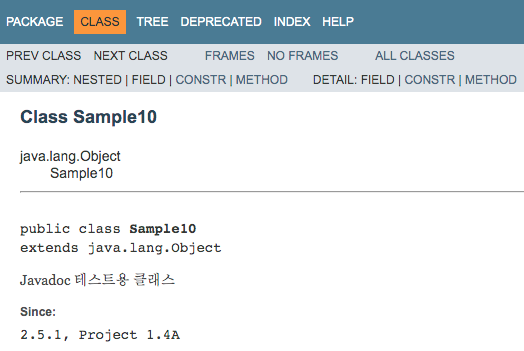 PACKAGE CLASS TREE DEPRECATED INDEX HELP
PREV CLASS NEXT CLASS FRAMES NO FRAMES ALL CLASSES
SUMMARY: NESTED | FIELD | CONSTR | METHOD DETAIL: FIELD | CONSTR | METHOD
Class Sample10
java.lang.Object
Sample10
public class Sample10
extends java.lang.Object
Javadoc 테스트용 클래스
Since:
2.5.1, Project 1.4A